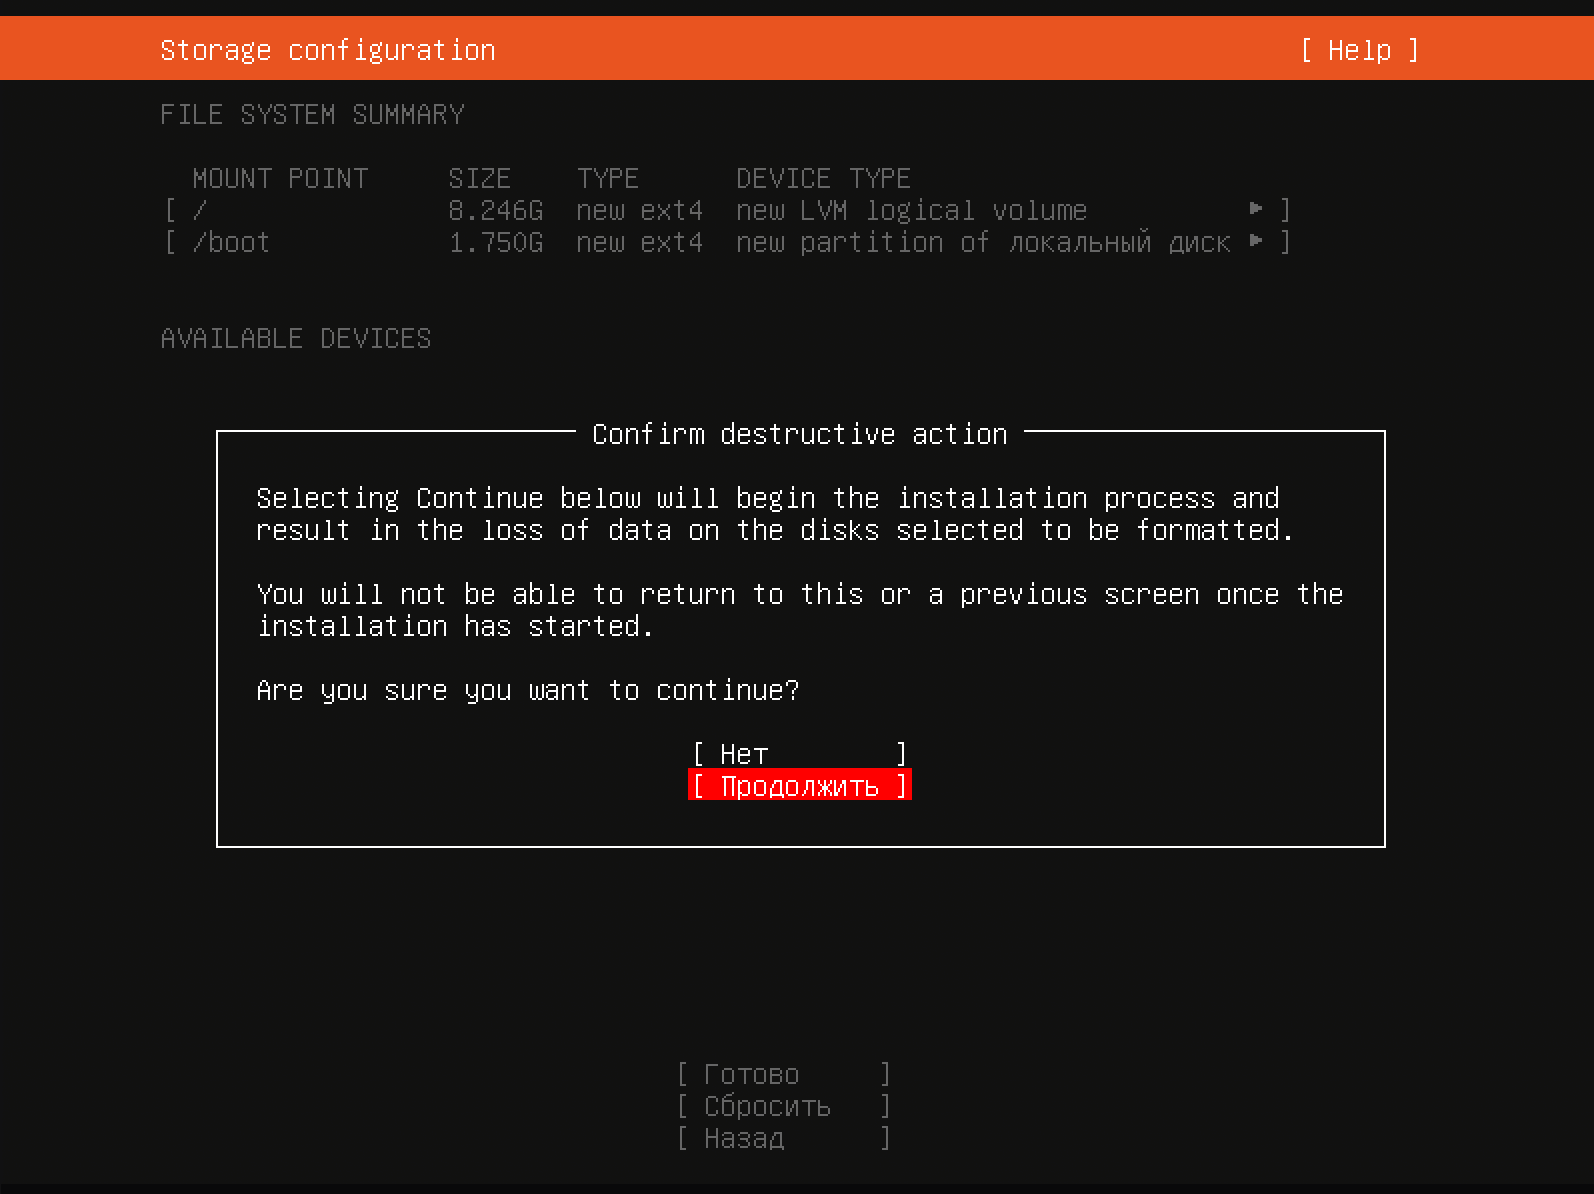 Storage configuration [ Help ]
FILE SYSTEM SUMMARY
MOUNT POINT SIZE TYPE DEVICE TYPE
[ / 8.246G new ext4 new LVM logical volume ▸ ]
[ /boot 1.750G new ext4 new partition of локальный диск ▸ ]
AVAILABLE DEVICES
Confirm destructive action
Selecting Continue below will begin the installation process and
result in the loss of data on the disks selected to be formatted.
You will not be able to return to this or a previous screen once the
installation has started.
Are you sure you want to continue?
[ Нет ]
[ Продолжить ]
[ Готово ]
[ Сбросить ]
[ Назад ]